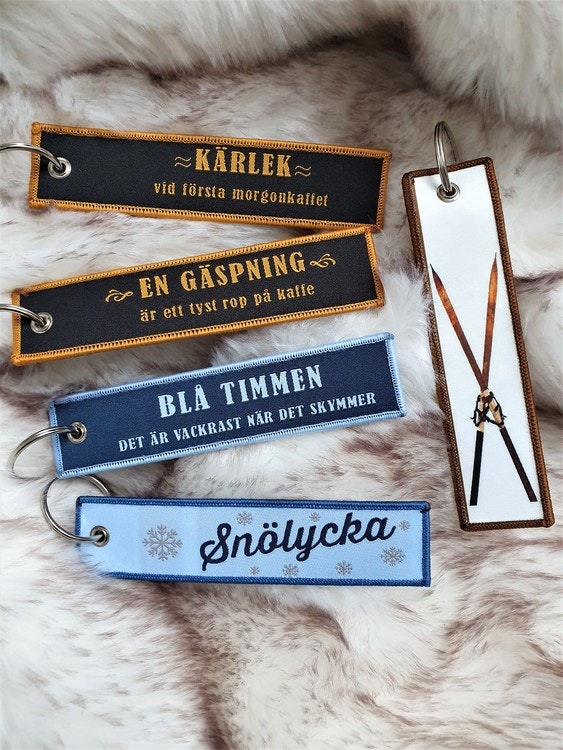 ≈KÄRLEK≈
vid första morgonkaffet
EN GÄSPNING
är ett tyst rop på kaffe
BLÅ TIMMEN
DET ÄR VACKRAST NÄR DET SKYMMER
Snölycka